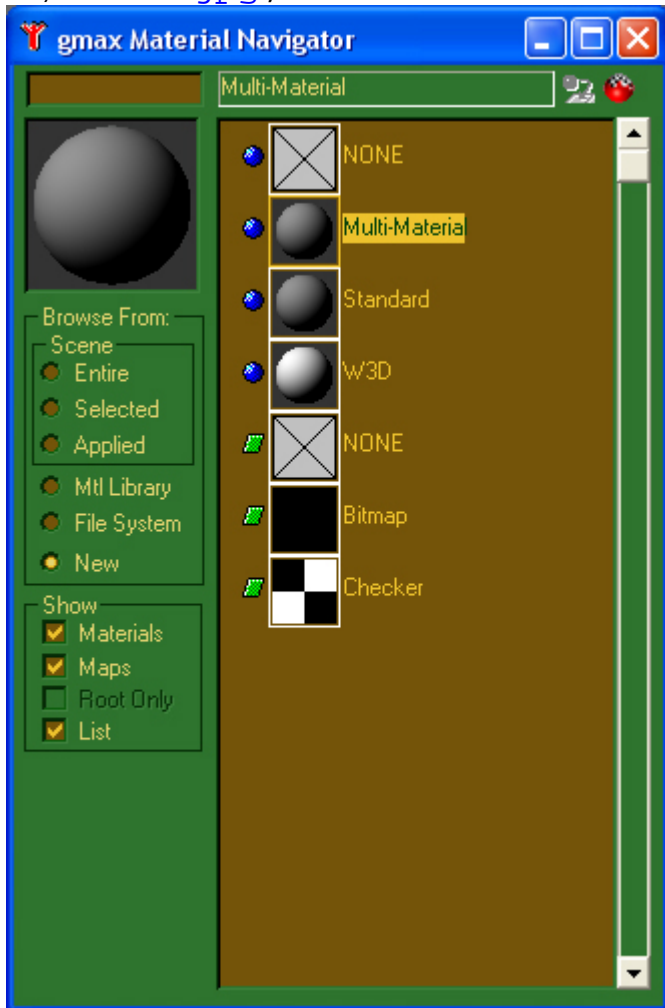 gmax Material Navigator
Multi-Material
NONE
Multi-Material
Standard
W3D
NONE
Bitmap
Checker
Browse From:
Scene
Entire
Selected
Applied
Mtl Library
File System
New
Show
Materials
Maps
Root Only
List